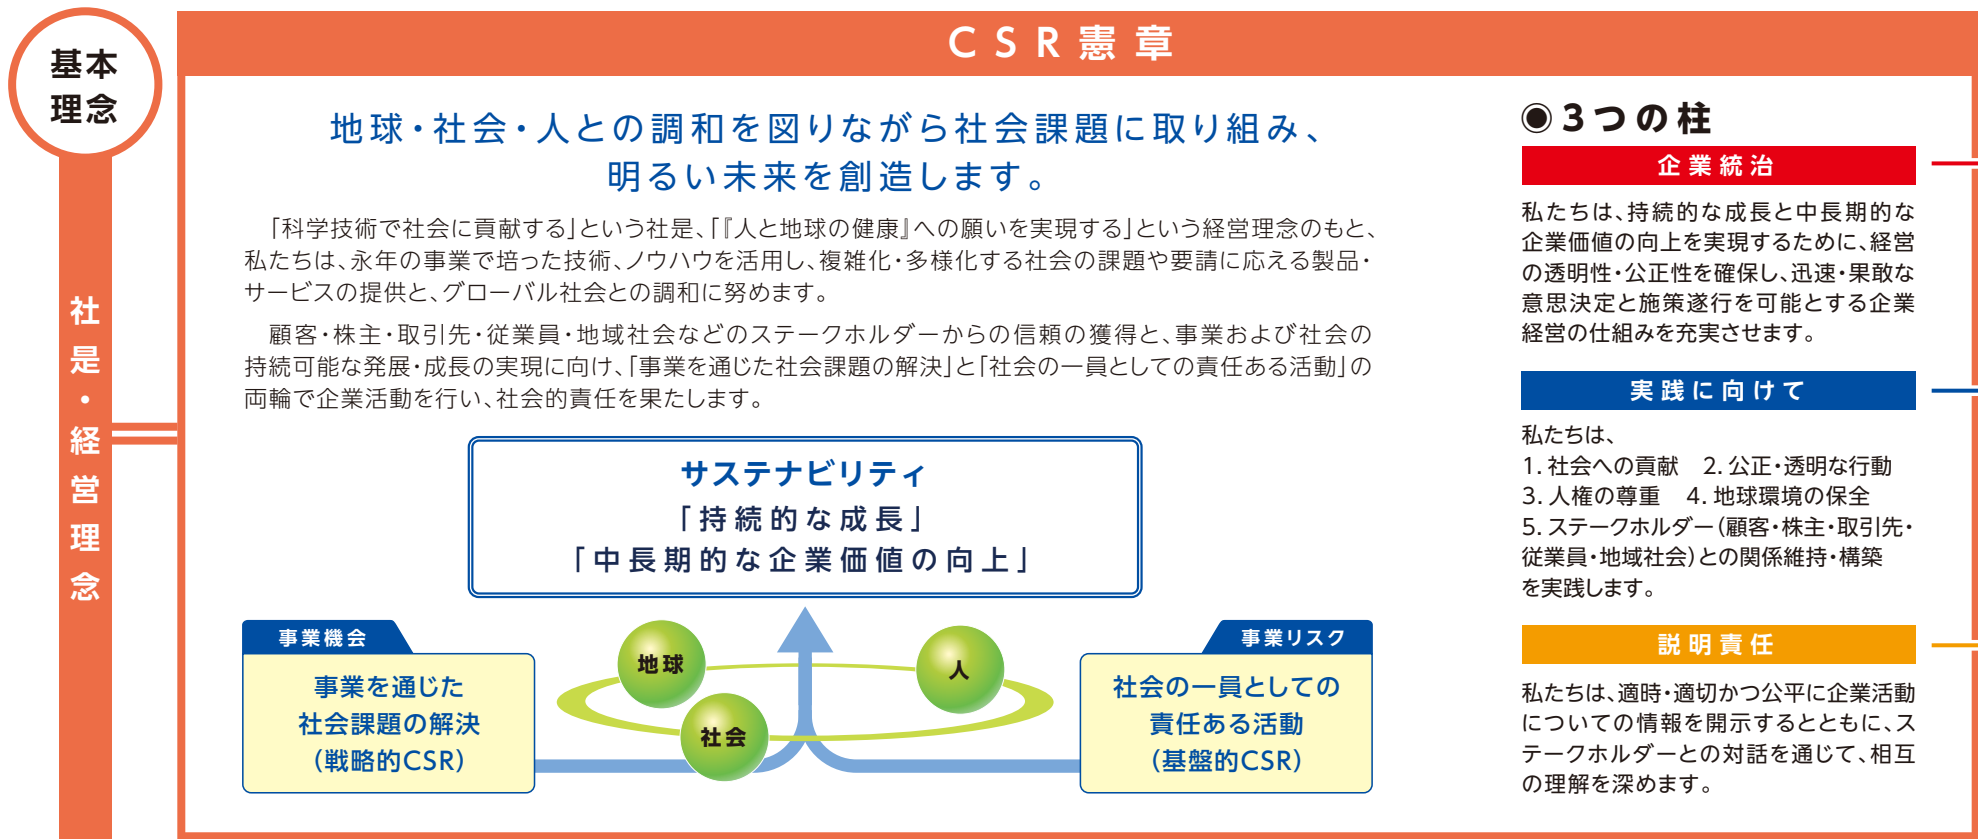 基本
理念
社是・経営理念
CSR憲章
地球・社会・人との調和を図りながら社会課題に取り組み、
明るい未来を創造します。
「科学技術で社会に貢献する」という社是、「『人と地球の健康』への願いを実現する」という経営理念のもと、
私たちは、永年の事業で培った技術、ノウハウを活用し、複雑化・多様化する社会の課題や要請に応える製品・
サービスの提供と、グローバル社会との調和に努めます。
顧客・株主・取引先・従業員・地域社会などのステークホルダーからの信頼の獲得と、事業および社会の
持続可能な発展・成長の実現に向け、「事業を通じた社会課題の解決」と「社会の一員としての責任ある活動」の
両輪で企業活動を行い、社会的責任を果たします。
サステナビリティ
「持続的な成長」
「中長期的な企業価値の向上」
事業機会
事業を通じた
社会課題の解決
(戦略的CSR)
地球
社会
人
事業リスク
社会の一員としての
責任ある活動
(基盤的CSR)
◉3つの柱
企業統治
私たちは、持続的な成長と中長期的な
企業価値の向上を実現するために、経営
の透明性・公正性を確保し、迅速・果敢な
意思決定と施策遂行を可能とする企業
経営の仕組みを充実させます。
実践に向けて
私たちは、
1. 社会への貢献 2. 公正・透明な行動
3. 人権の尊重 4. 地球環境の保全
5. ステークホルダー(顧客・株主・取引先・
従業員・地域社会)との関係維持・構築
を実践します。
説明責任
私たちは、適時・適切かつ公平に企業活動
についての情報を開示するとともに、ス
テークホルダーとの対話を通じて、相互
の理解を深めます。